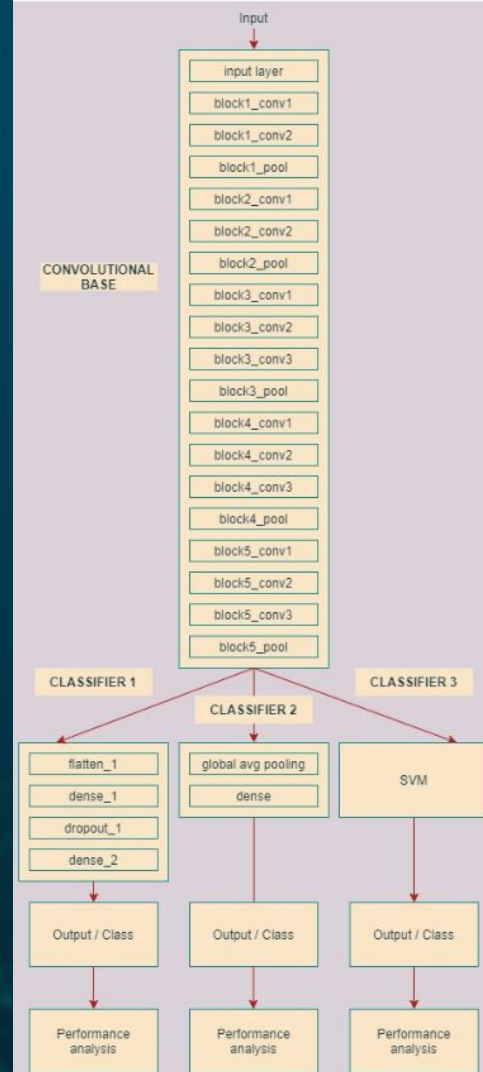 Input
input layer
block1_conv1
block1_conv2
block1_pool
block2_conv1
block2_conv2
block2_pool
CONVOLUTIONAL
BASE
block3_conv1
block3_conv2
block3_conv3
block3_pool
block4_conv1
block4_conv2
block4_conv3
block4_pool
block5_conv1
block5_conv2
block5_conv3
block5_pool
CLASSIFIER 1
CLASSIFIER 2
CLASSIFIER 3
flatten_1
dense_1
dropout_1
dense_2
global avg pooling
dense
SVM
Output / Class
Output / Class
Output / Class
Performance
analysis
Performance
analysis
Performance
analysis